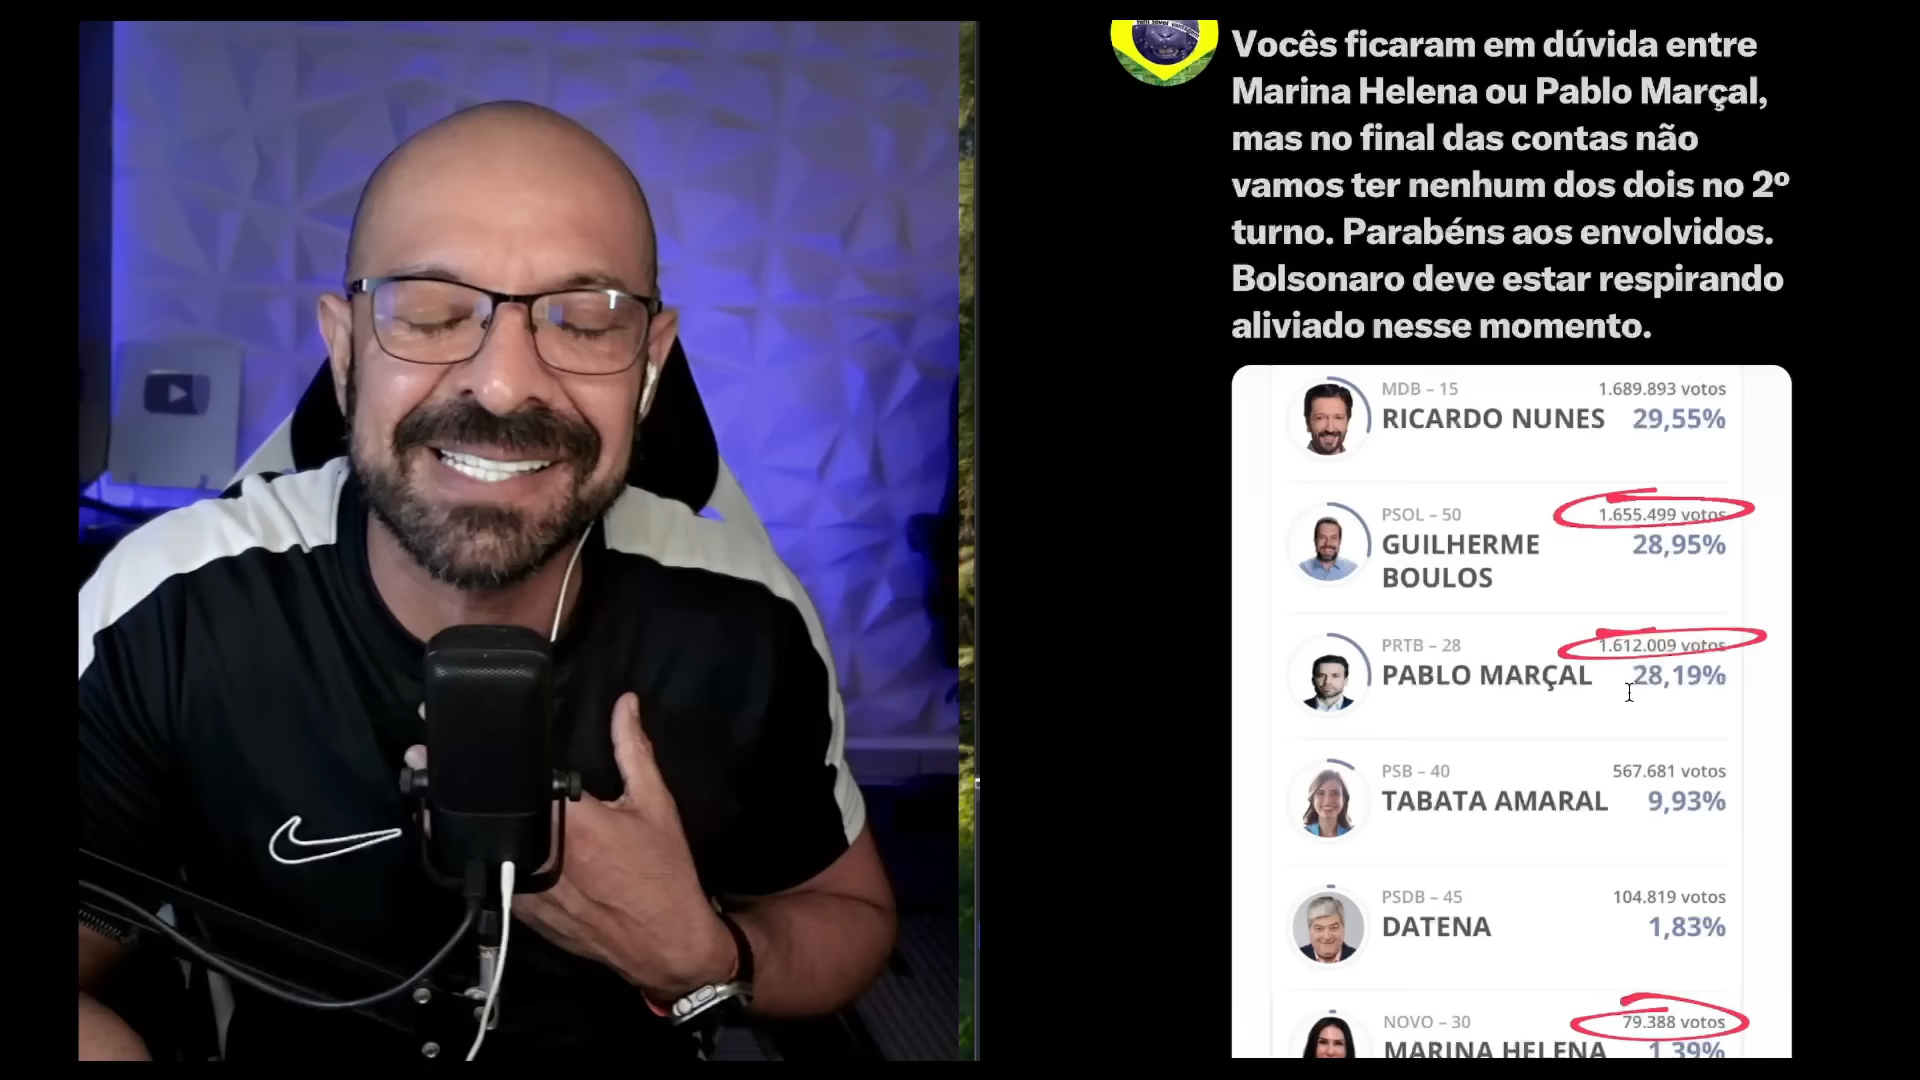 Vocês ficaram em dúvida entre
Marina Helena ou Pablo Marçal,
mas no final das contas não
vamos ter nenhum dos dois no 2º
turno. Parabéns aos envolvidos.
Bolsonaro deve estar respirando
aliviado nesse momento.
MDB – 15 1.689.893 votos
RICARDO NUNES 29,55%
PSOL – 50 1.655.499 votos
GUILHERME 28,95%
BOULOS
PRTB – 28 1.612.009 votos
PABLO MARÇAL 28,19%
PSB – 40 567.681 votos
TABATA AMARAL 9,93%
PSDB – 45 104.819 votos
DATENA 1,83%
NOVO – 30 79.388 votos
MARINA HELENA 1,39%